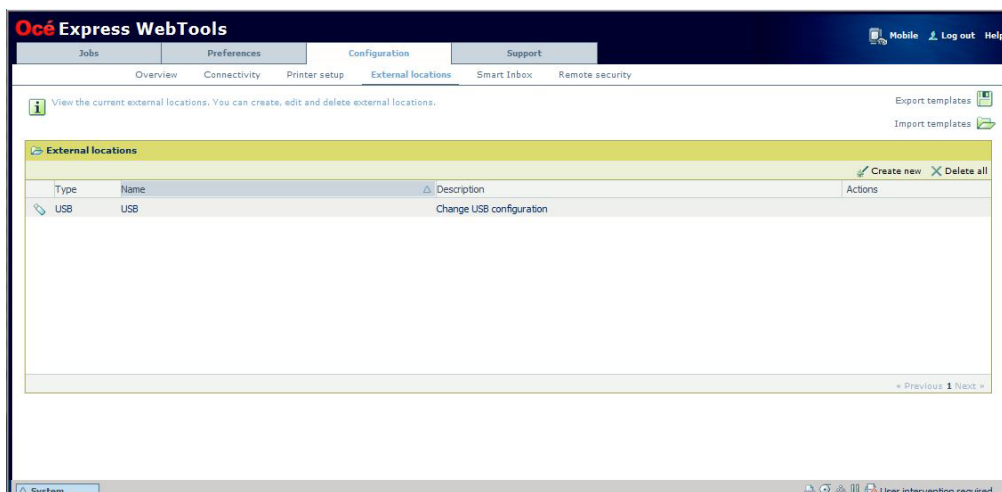 Océ Express WebTools
Mobile Log out Help
Jobs Preferences Configuration Support
Overview Connectivity Printer setup External locations Smart Inbox Remote security
View the current external locations. You can create, edit and delete external locations.
Export templates
Import templates
External locations
Create new Delete all
Type Name Description Actions
USB USB Change USB configuration
« Previous 1 Next »
System User intervention required